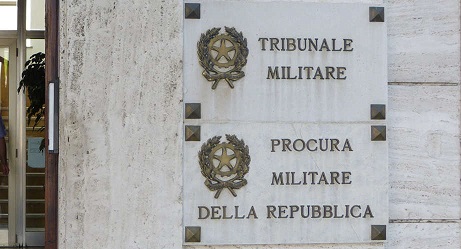 TRIBUNALE
MILITARE
PROCURA
MILITARE
DELLA REPUBBLICA